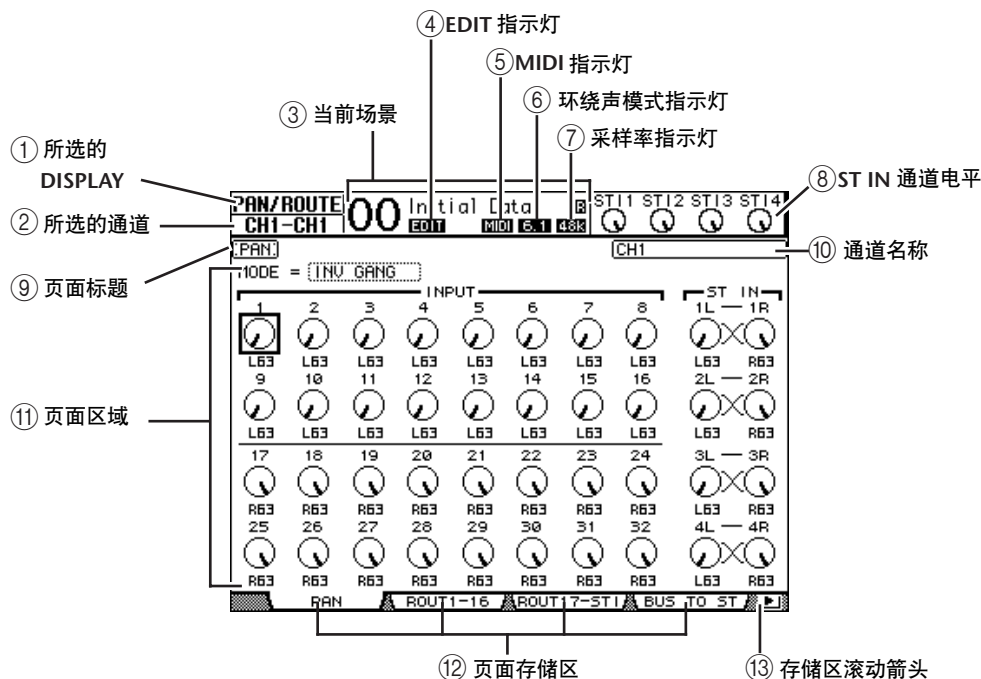 ④EDIT 指示灯
⑤MIDI 指示灯
⑥ 环绕声模式指示灯
③ 当前场景
⑦ 采样率指示灯
① 所选的
DISPLAY
⑧ST IN 通道电平
② 所选的通道
PAN/ROUTE
CH1-CH1
00
Initial Data
R
EDIT
MIDI
6.1
48k
STI1 STI2 STI3 STI4
⑨ 页面标题
PAN
CH1
⑩ 通道名称
MODE = INV GANG
INPUT
ST IN
1 2 3 4 5 6 7 8 1L 1R
L63 L63 L63 L63 L63 L63 L63 L63 L63 R63
9 10 11 12 13 14 15 16 2L 2R
L63 L63 L63 L63 L63 L63 L63 L63 L63 R63
⑪ 页面区域
17 18 19 20 21 22 23 24 3L 3R
R63 R63 R63 R63 R63 R63 R63 R63 L63 R63
25 26 27 28 29 30 31 32 4L 4R
R63 R63 R63 R63 R63 R63 R63 R63 L63 R63
PAN ROUT1-16 ROUT17-STI BUS TO ST
⑫ 页面存储区
⑬ 存储区滚动箭头